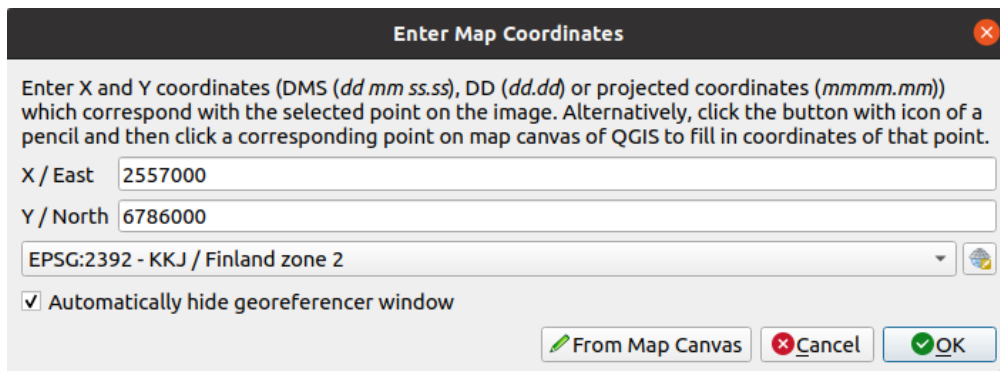 Enter Map Coordinates
Enter X and Y coordinates (DMS (dd mm ss.ss), DD (dd.dd) or projected coordinates (mmmm.mm))
which correspond with the selected point on the image. Alternatively, click the button with icon of a
pencil and then click a corresponding point on map canvas of QGIS to fill in coordinates of that point.
X / East 2557000
Y / North 6786000
EPSG:2392 - KKJ / Finland zone 2
Automatically hide georeferencer window
From Map Canvas Cancel OK